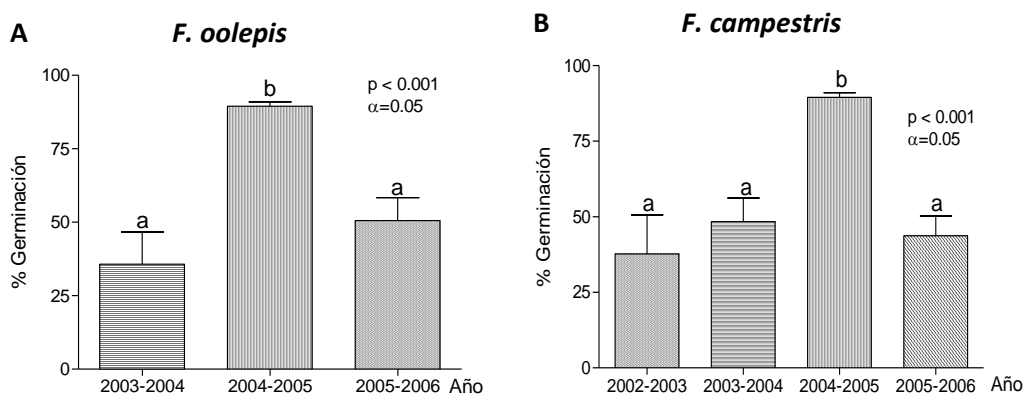 A
F. oolepis
100
75
50
25
0
% Germinación
a
b
a
p < 0.001
α=0.05
2003-2004 2004-2005 2005-2006 Año
B
F. campestris
100
75
50
25
0
% Germinación
a
a
b
a
p < 0.001
α=0.05
2002-2003 2003-2004 2004-2005 2005-2006 Año